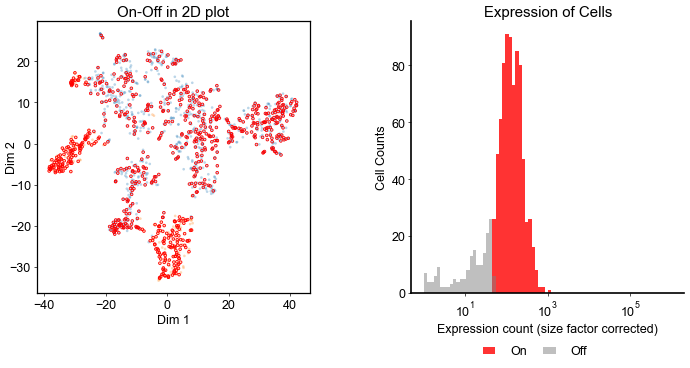 On-Off in 2D plot
20
10
0
−10
−20
−30
−40
−20
0
20
40
Dim 2
Dim 1
Expression of Cells
80
60
40
20
0
10^1
10^3
10^5
Cell Counts
Expression count (size factor corrected)
On
Off